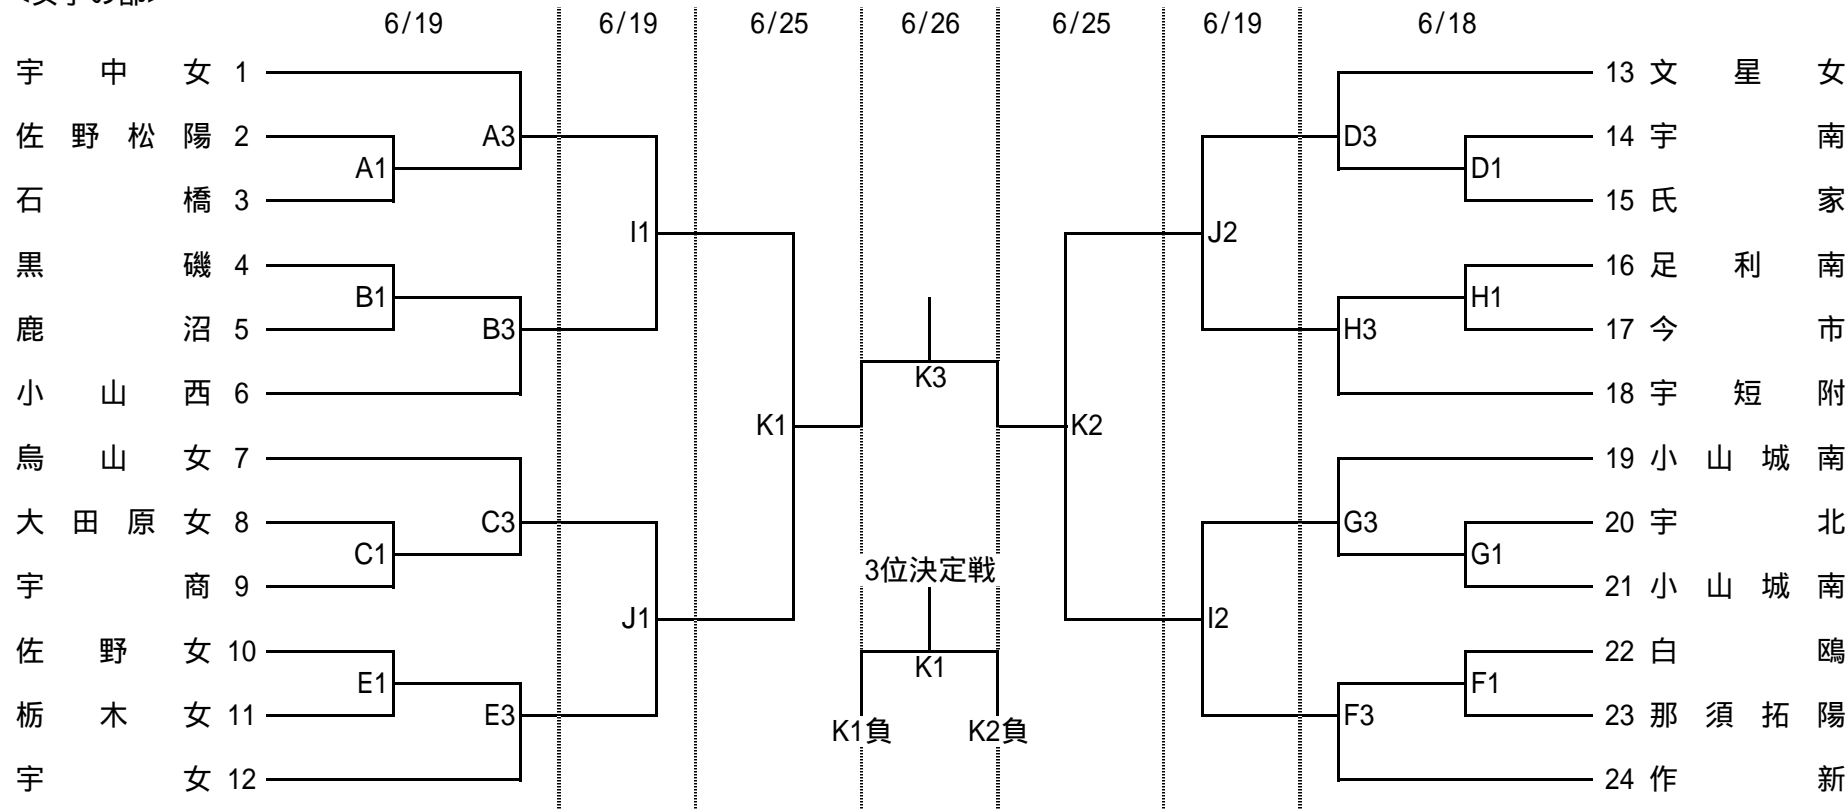 6/19 6/19 6/25 6/26 6/25 6/19 6/18
宇中女 1
佐野松陽 2
石橋 3
黒磯 4
鹿沼 5
小山西 6
烏山女 7
大田原女 8
宇商 9
佐野女 10
栃木女 11
宇女 12
A1
B1
C1
E1
A3
B3
C3
E3
I1
J1
K1
K3
3位決定戦
K1
K1負 K2負
K2
J2
I2
D3
H3
G3
F3
D1
H1
G1
F1
13 文星女
14 宇南
15 氏家
16 足利南
17 今市
18 宇短附
19 小山城南
20 宇北
21 小山城南
22 白鴎
23 那須拓陽
24 作新